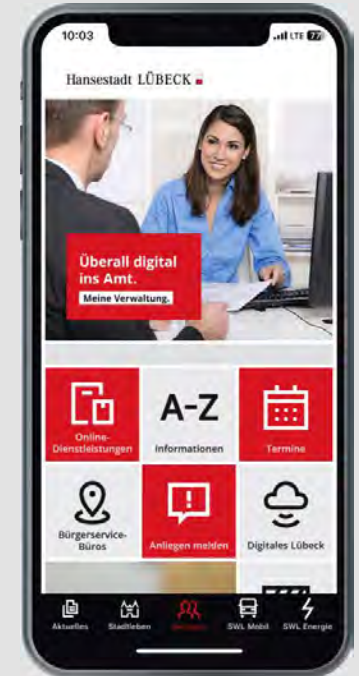 10:03
LTE 77
Hansestadt LÜBECK
Überall digital
ins Amt.
Meine Verwaltung.
Online-
Dienstleistungen
A-Z
Informationen
Termine
Bürgerservice-
Büros
Anliegen melden
Digitales Lübeck
Aktuelles Stadtleben SWL Mobil SWL Energie